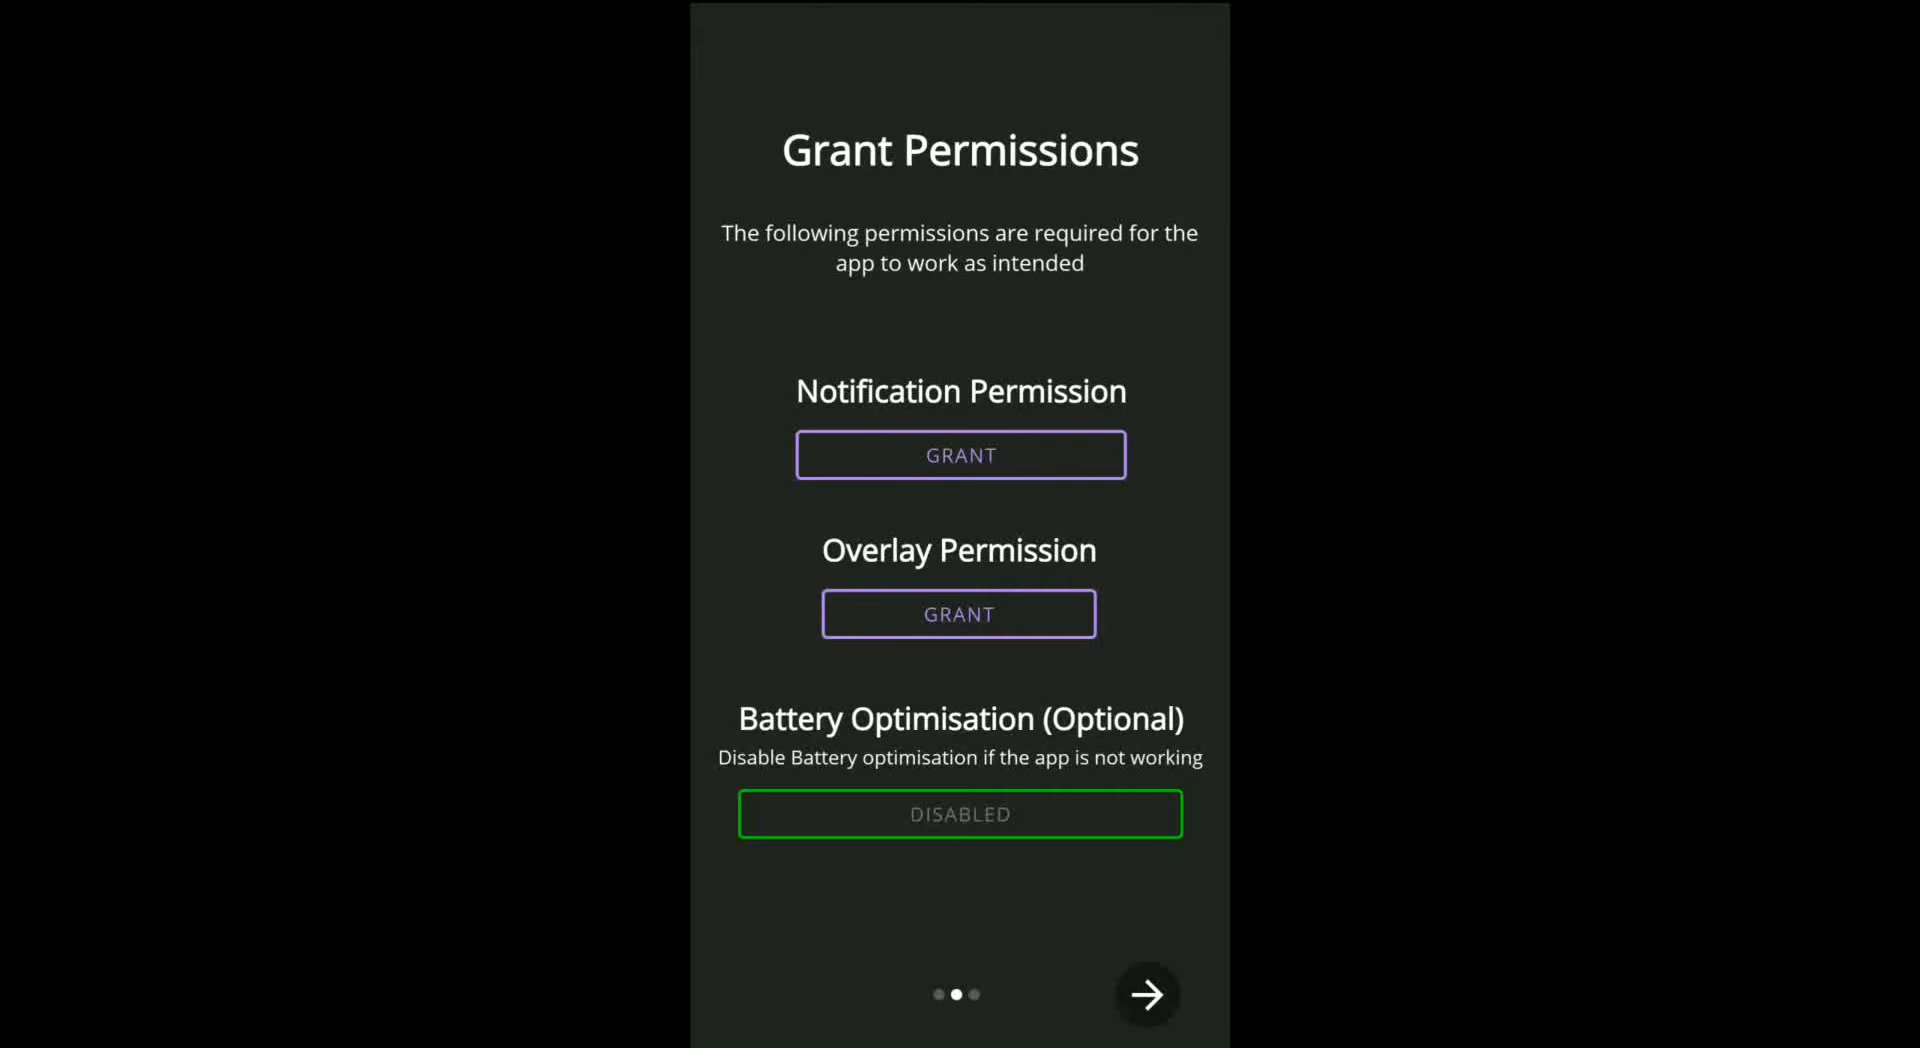 Grant Permissions
The following permissions are required for the
app to work as intended
Notification Permission
GRANT
Overlay Permission
GRANT
Battery Optimisation (Optional)
Disable Battery optimisation if the app is not working
DISABLED